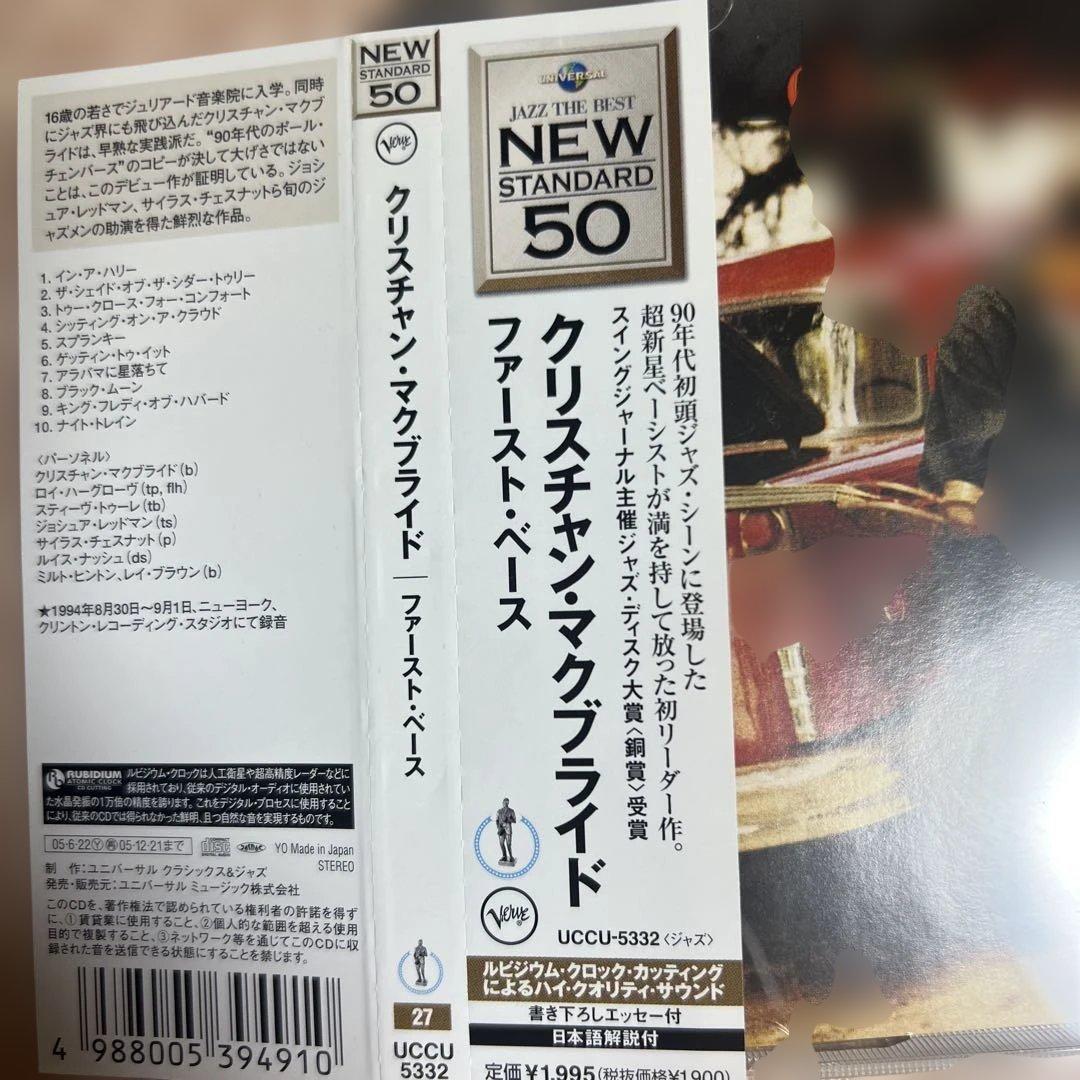 16歳の若さでジュリアード音楽院に入学。同時
にジャズ界にも飛び込んだクリスチャン・マクブ
ライドは、早熟な実践派だ。“90年代のポール・
チェンバース”のコピーが決して大げさではない
ことは、このデビュー作が証明している。ジョシ
ュア・レッドマン、サイラス・チェスナットら旬のジ
ャズメンの助演を得た鮮烈な作品。
1. イン・ア・ハリー
2. ザ・シェイド・オブ・ザ・シダー・トゥリー
3. トゥー・クロース・フォー・コンフォート
4. シッティング・オン・ア・クラウド
5. スプランキー
6. ゲッティン・トゥ・イット
7. アラバマに星落ちて
8. ブラック・ムーン
9. キング・フレディ・オブ・ハバード
10. ナイト・トレイン
〈パーソネル〉
クリスチャン・マクブライド(b)
ロイ・ハーグローヴ(tp, flh)
スティーヴ・トゥーレ(tb)
ジョシュア・レッドマン(ts)
サイラス・チェスナット(p)
ルイス・ナッシュ(ds)
ミルト・ヒントン、レイ・ブラウン(b)
★1994年8月30日〜9月1日、ニューヨーク、
クリントン・レコーディング・スタジオにて録音
RUBIDIUM
ATOMIC CLOCK
CD CUTTING
ルビジウム・クロックは人工衛星や超高精度レーダーなどに
採用されており、従来のデジタル・オーディオに使用されてい
た水晶発振の1万倍の精度を誇ります。これをデジタル・プロセスに使用すること
により、従来のCDでは得られなかった鮮明、且つ自然な音を実現するものです。
05・6・22 Ⓨ 再 05・12・21まで
YO Made in Japan
STEREO
制 作：ユニバーサル クラシックス&ジャズ
発売・販売元：ユニバーサル ミュージック株式会社
このCDを、著作権法で認められている権利者の許諾を得ず
に、①賃貸業に使用すること、②個人的な範囲を超える使用
目的で複製すること、③ネットワーク等を通じてこのCDに収
録された音を送信できる状態にすることを禁じます。
4 988005 394910
NEW
STANDARD
50
Verve
クリスチャン・マクブライド｜ファースト・ベース
27
UCCU
5332
UNIVERSAL
JAZZ THE BEST
NEW
STANDARD
50
90年代初頭ジャズ・シーンに登場した
超新星ベーシストが満を持して放った初リーダー作。
スイングジャーナル主催ジャズ・ディスク大賞〈銅賞〉受賞
クリスチャン・マクブライド
ファースト・ベース
Verve
UCCU-5332〈ジャズ〉
ルビジウム・クロック・カッティング
によるハイ・クオリティ・サウンド
書き下ろしエッセー付
日本語解説付
定価¥1,995(税抜価格¥1,900)